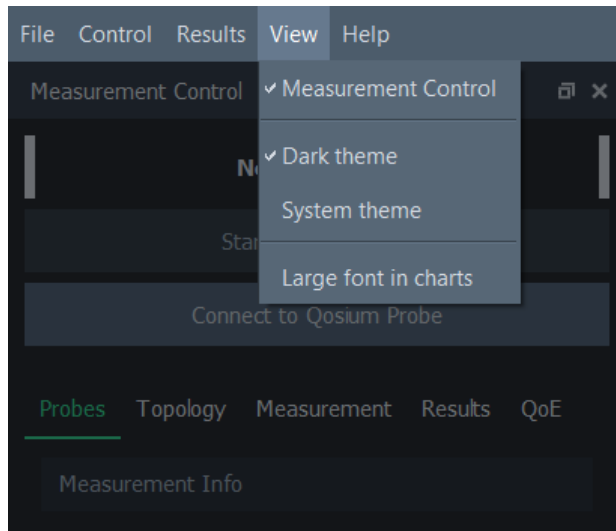 File Control Results View Help
Measurement Control
Measurement Control
Dark theme
System theme
Large font in charts
Connect to Qosium Probe
Probes Topology Measurement Results QoE
Measurement Info